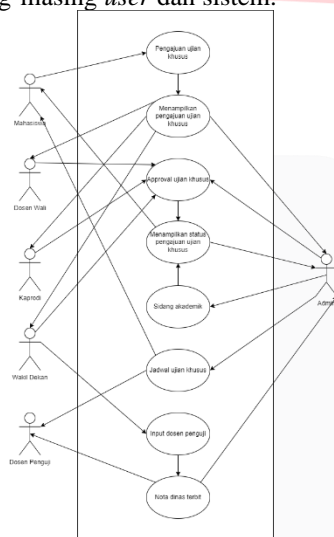 masing user dan sistem.
Pengajuan ujian
khusus
Mahasiswa
Menampilkan
pengajuan ujian
khusus
Dosen Wali
Approval ujian khusus
Menampilkan status
pengajuan ujian
khusus
Kaprodi
Sidang akademik
Admin
Wakil Dekan
Jadwal ujian khusus
Input dosen penguji
Dosen Penguji
Nota dinas terbit